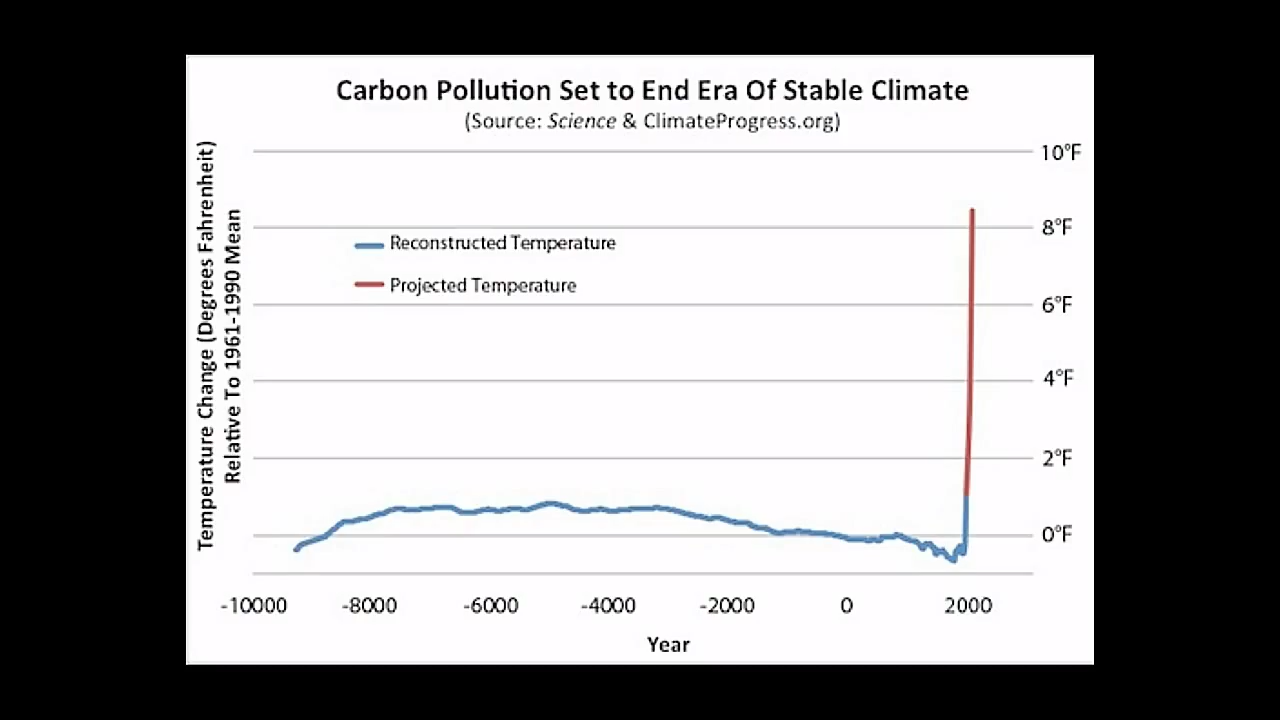 Carbon Pollution Set to End Era Of Stable Climate
(Source: Science & ClimateProgress.org)
Temperature Change (Degrees Fahrenheit)
Relative To 1961-1990 Mean
10°F
8°F
6°F
4°F
2°F
0°F
Reconstructed Temperature
Projected Temperature
-10000 -8000 -6000 -4000 -2000 0 2000
Year